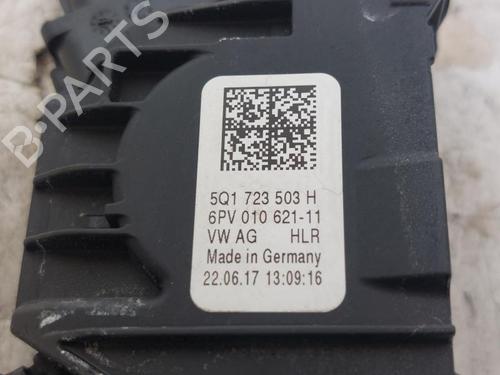 B-PARTS
5Q1 723 503 H
6PV 010 621-11
VW AG HLR
Made in Germany
22.06.17 13:09:16